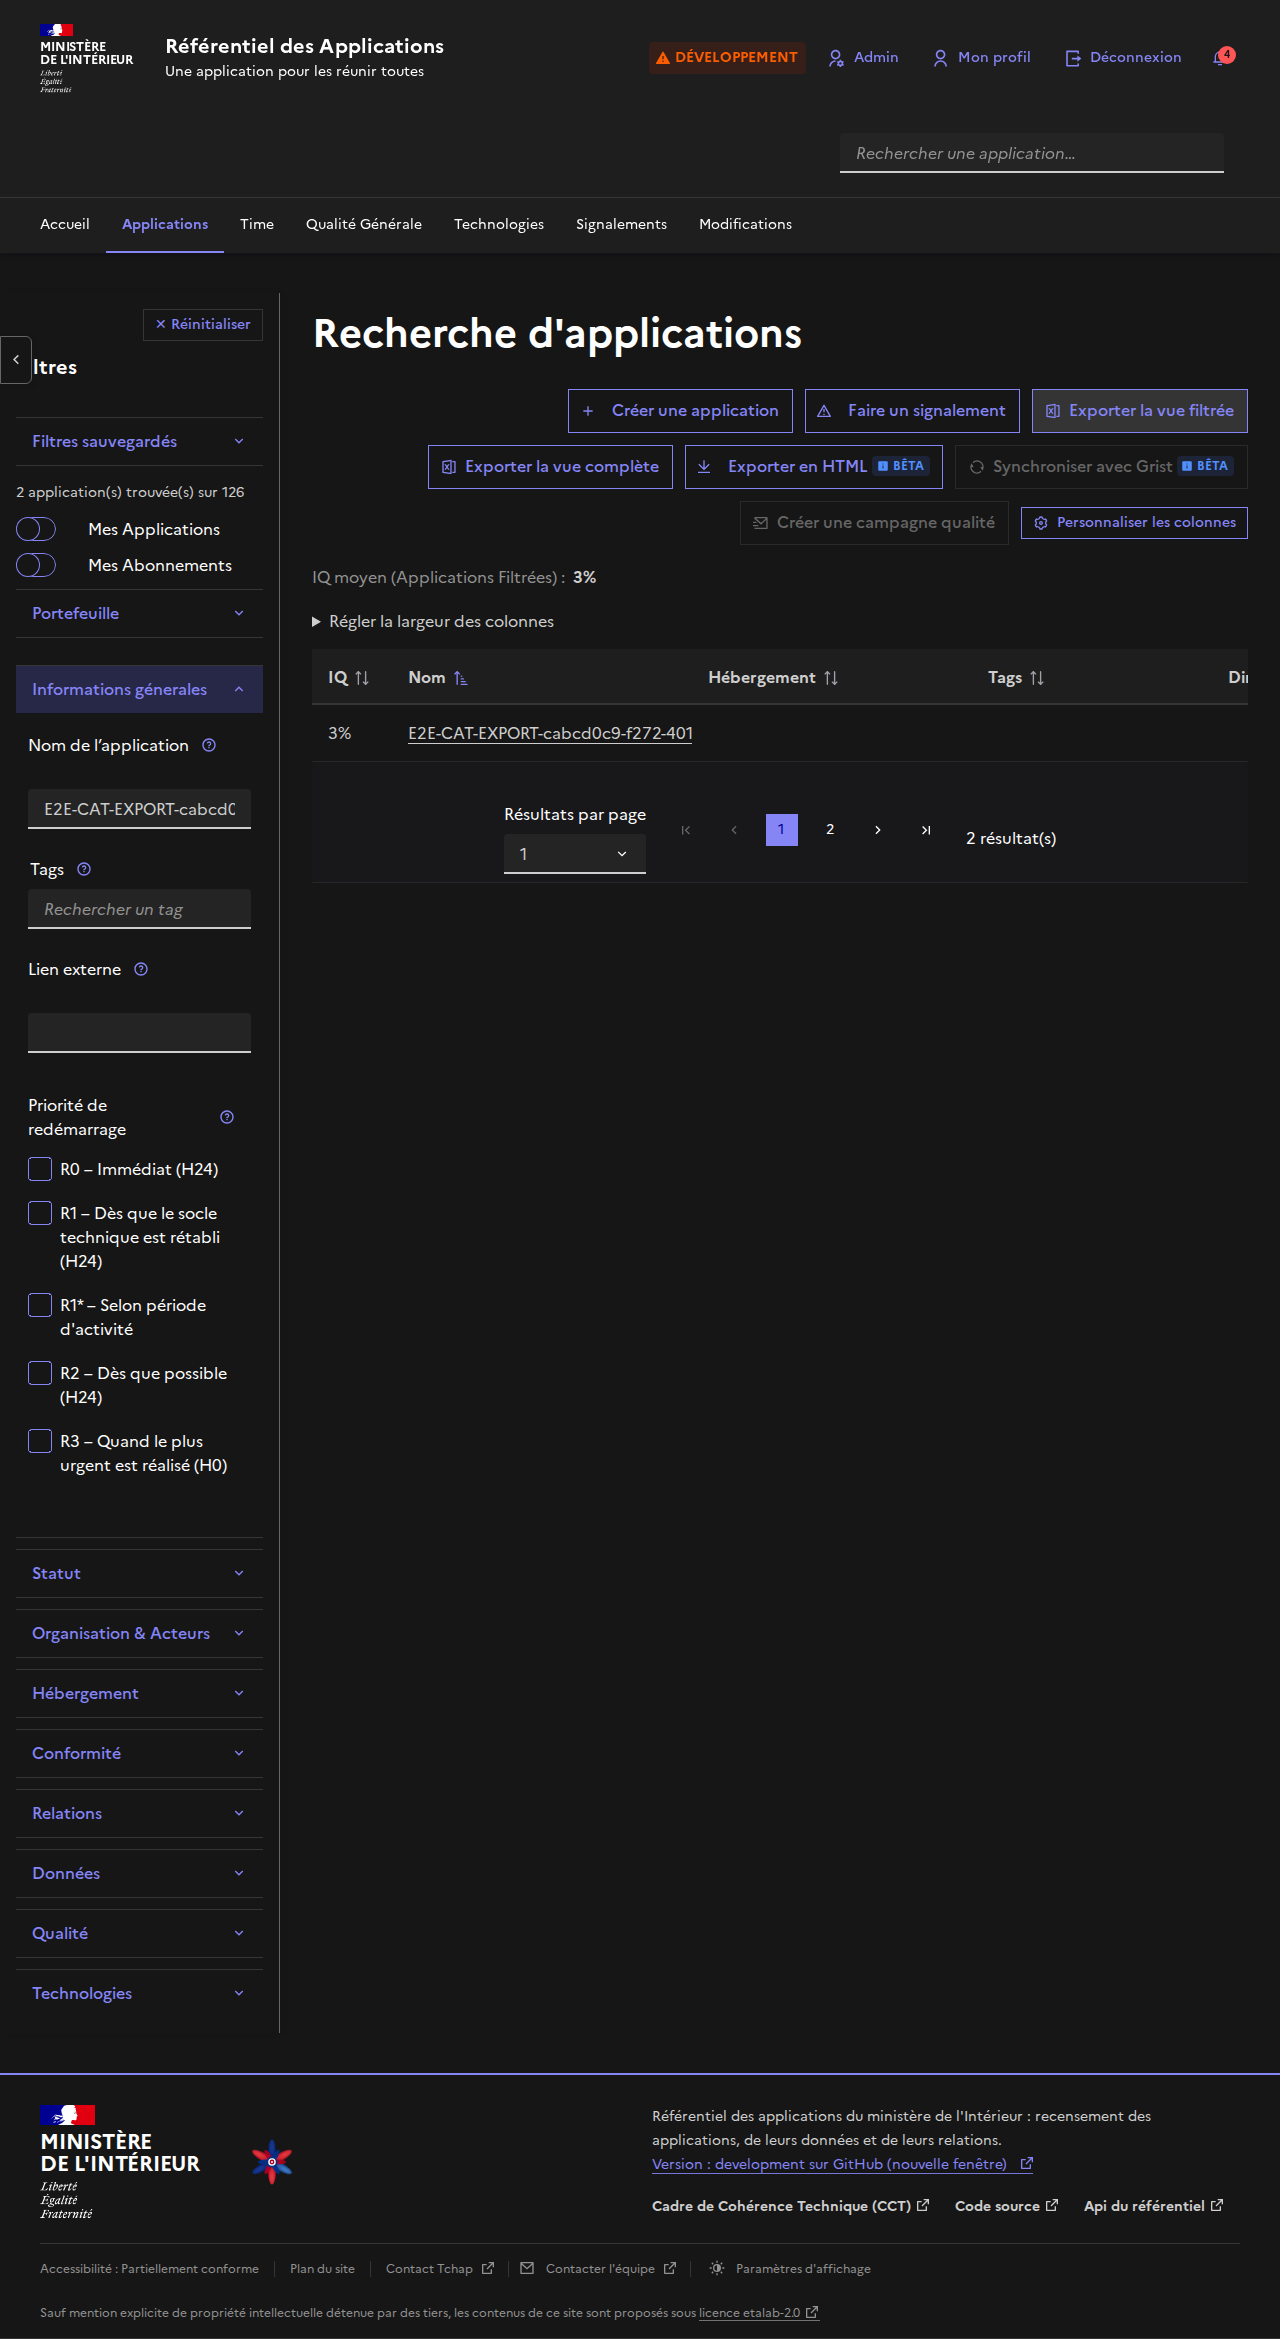 MINISTÈRE
DE L'INTÉRIEUR
Liberté
Égalité
Fraternité
Référentiel des Applications
Une application pour les réunir toutes
DÉVELOPPEMENT
Admin
Mon profil
Déconnexion
4
Rechercher une application...
Accueil
Applications
Time
Qualité Générale
Technologies
Signalements
Modifications
Réinitialiser
ltres
Filtres sauvegardés
2 application(s) trouvée(s) sur 126
Mes Applications
Mes Abonnements
Portefeuille
Informations génerales
Nom de l’application
E2E-CAT-EXPORT-cabcd0
Tags
Rechercher un tag
Lien externe
Priorité de
redémarrage
R0 – Immédiat (H24)
R1 – Dès que le socle
technique est rétabli
(H24)
R1* – Selon période
d'activité
R2 – Dès que possible
(H24)
R3 – Quand le plus
urgent est réalisé (H0)
Statut
Organisation & Acteurs
Hébergement
Conformité
Relations
Données
Qualité
Technologies
Recherche d'applications
Créer une application
Faire un signalement
Exporter la vue filtrée
Exporter la vue complète
Exporter en HTML BÊTA
Synchroniser avec Grist BÊTA
Créer une campagne qualité
Personnaliser les colonnes
IQ moyen (Applications Filtrées) : 3%
Régler la largeur des colonnes
IQ Nom Hébergement Tags Dir
3% E2E-CAT-EXPORT-cabcd0c9-f272-401
Résultats par page
1
1 2
2 résultat(s)
MINISTÈRE
DE L'INTÉRIEUR
Liberté
Égalité
Fraternité
Référentiel des applications du ministère de l'Intérieur : recensement des
applications, de leurs données et de leurs relations.
Version : development sur GitHub (nouvelle fenêtre)
Cadre de Cohérence Technique (CCT)
Code source
Api du référentiel
Accessibilité : Partiellement conforme
Plan du site
Contact Tchap
Contacter l'équipe
Paramètres d'affichage
Sauf mention explicite de propriété intellectuelle détenue par des tiers, les contenus de ce site sont proposés sous licence etalab-2.0